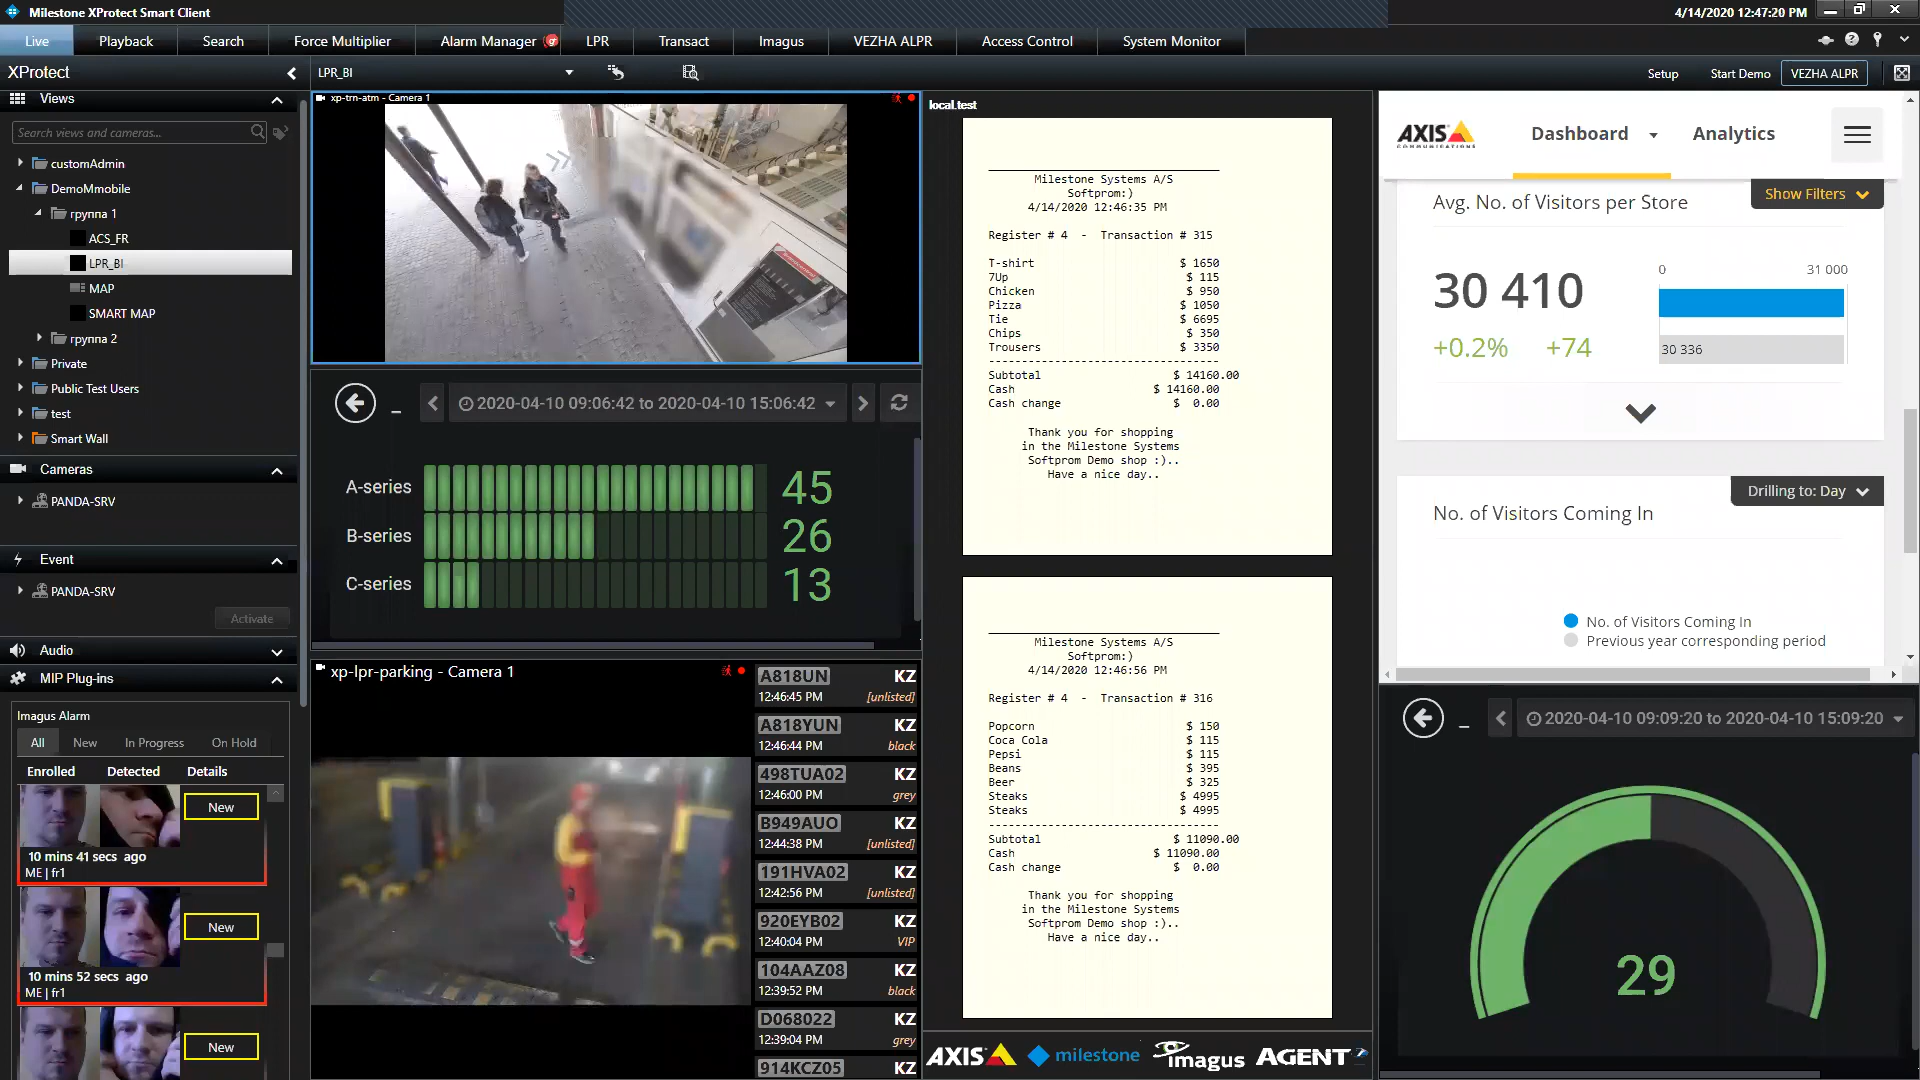 Milestone XProtect Smart Client
4/14/2020 12:47:20 PM
Live
Playback
Search
Force Multiplier
Alarm Manager
LPR
Transact
Imagus
VEZHA ALPR
Access Control
System Monitor
XProtect
LPR_BI
Setup
Start Demo
VEZHA ALPR
Views
Search views and cameras...
customAdmin
DemoMmobile
группа 1
ACS_FR
LPR_BI
MAP
SMART MAP
группа 2
Private
Public Test Users
test
Smart Wall
Cameras
PANDA-SRV
Event
PANDA-SRV
Activate
Audio
MIP Plug-ins
Imagus Alarm
All
New
In Progress
On Hold
Enrolled
Detected
Details
New
10 mins 41 secs ago
ME | fr1
New
10 mins 52 secs ago
ME | fr1
New
xp-trn-atm - Camera 1
2020-04-10 09:06:42 to 2020-04-10 15:06:42
A-series 45
B-series 26
C-series 13
xp-lpr-parking - Camera 1
A818UN KZ
12:46:45 PM [unlisted]
A818YUN KZ
12:46:44 PM black
498TUA02 KZ
12:46:00 PM grey
B949AUO KZ
12:44:38 PM [unlisted]
191HVA02 KZ
12:42:56 PM [unlisted]
920EYB02 KZ
12:40:04 PM VIP
104AAZ08 KZ
12:39:52 PM black
D068022 KZ
12:39:04 PM grey
914KCZ05 KZ
local.test
Milestone Systems A/S
Softprom:)
4/14/2020 12:46:35 PM
Register # 4 - Transaction # 315
T-shirt $ 1650
7Up $ 115
Chicken $ 950
Pizza $ 1050
Tie $ 6695
Chips $ 350
Trousers $ 3350
Subtotal $ 14160.00
Cash $ 14160.00
Cash change $ 0.00
Thank you for shopping
in the Milestone Systems
Softprom Demo shop :)..
Have a nice day..
Milestone Systems A/S
Softprom:)
4/14/2020 12:46:56 PM
Register # 4 - Transaction # 316
Popcorn $ 150
Coca Cola $ 115
Pepsi $ 115
Beans $ 395
Beer $ 325
Steaks $ 4995
Steaks $ 4995
Subtotal $ 11090.00
Cash $ 11090.00
Cash change $ 0.00
Thank you for shopping
in the Milestone Systems
Softprom Demo shop :)..
Have a nice day..
AXIS milestone imagus AGENT
AXIS
COMMUNICATIONS
Dashboard
Analytics
Show Filters
Avg. No. of Visitors per Store
30 410
+0.2% +74
0 31 000
30 336
Drilling to: Day
No. of Visitors Coming In
No. of Visitors Coming In
Previous year corresponding period
2020-04-10 09:09:20 to 2020-04-10 15:09:20
29